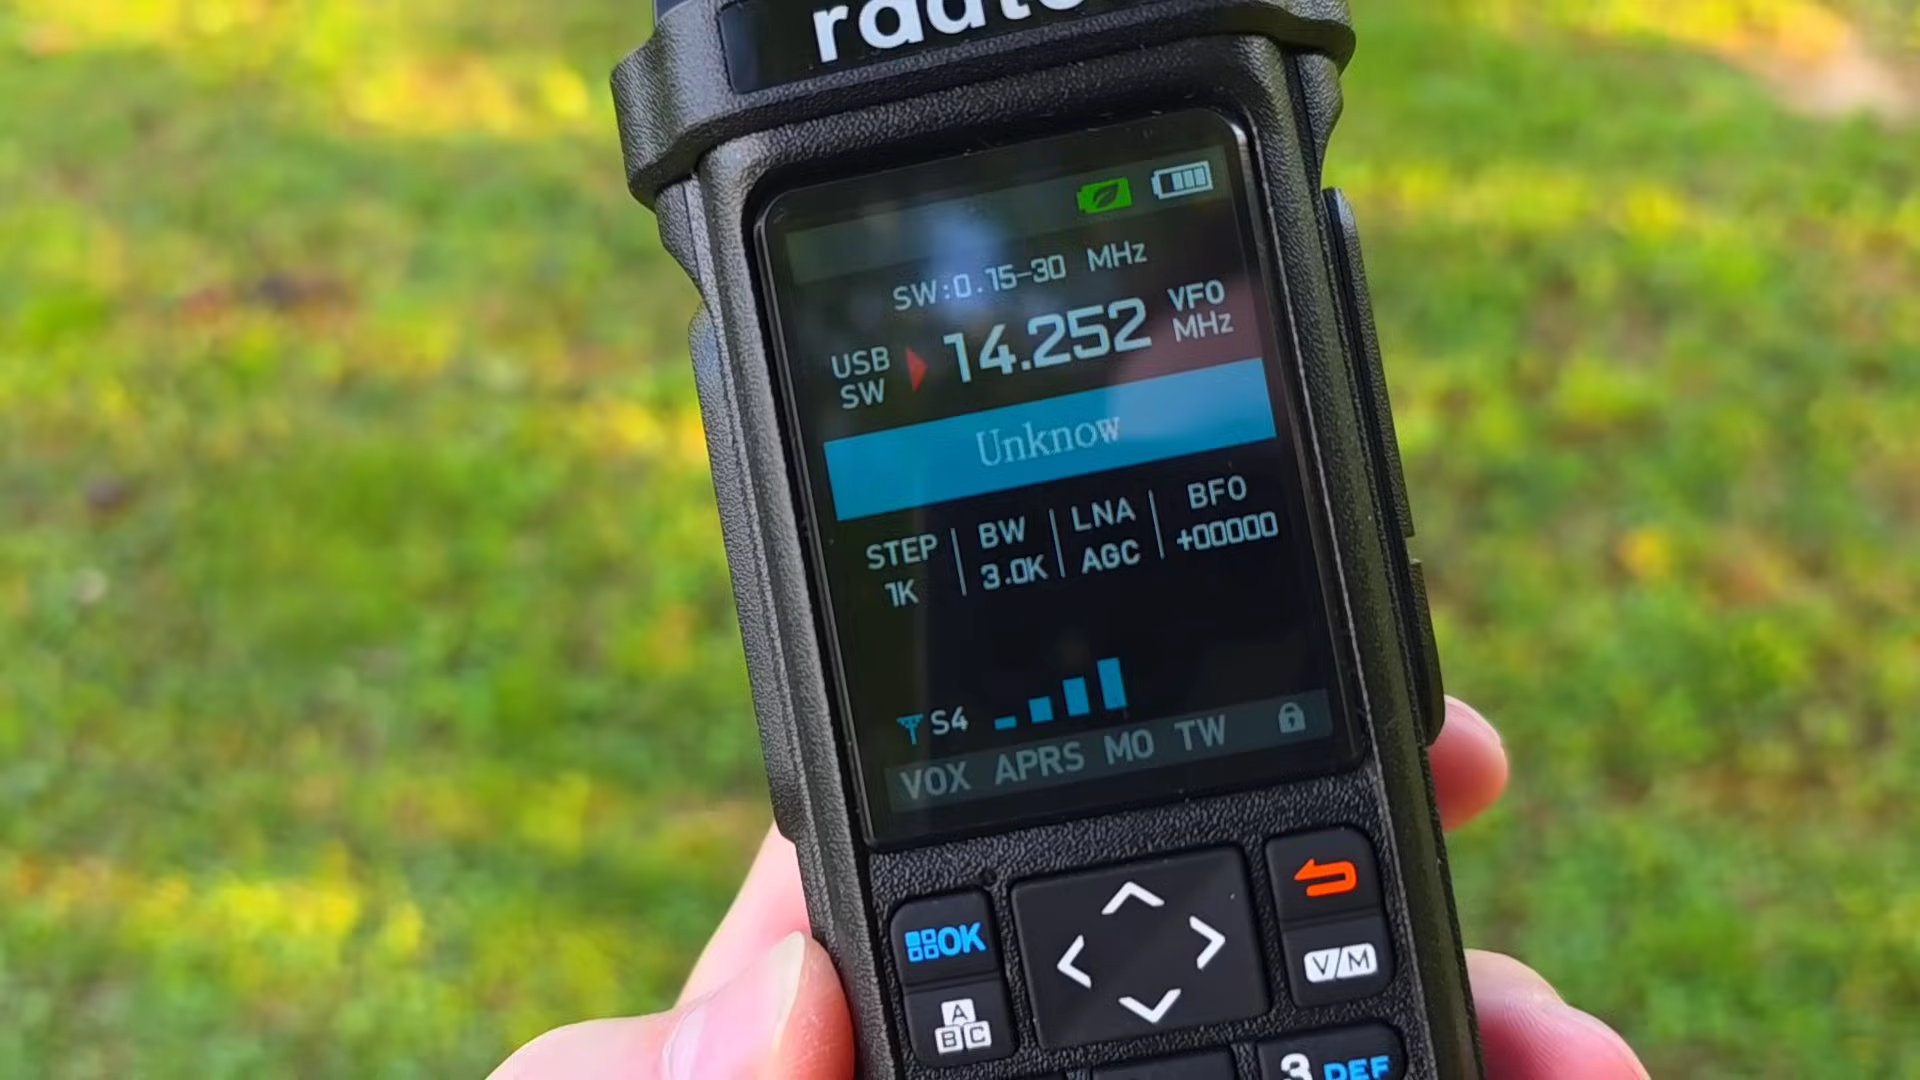 SW:0.15-30 MHz
VFO
USB 14.252 MHz
SW
Unknow
STEP BW LNA BFO
1K 3.0K AGC +00000
S4
VOX APRS MO TW
OK
V/M
A
B C
3 DEF